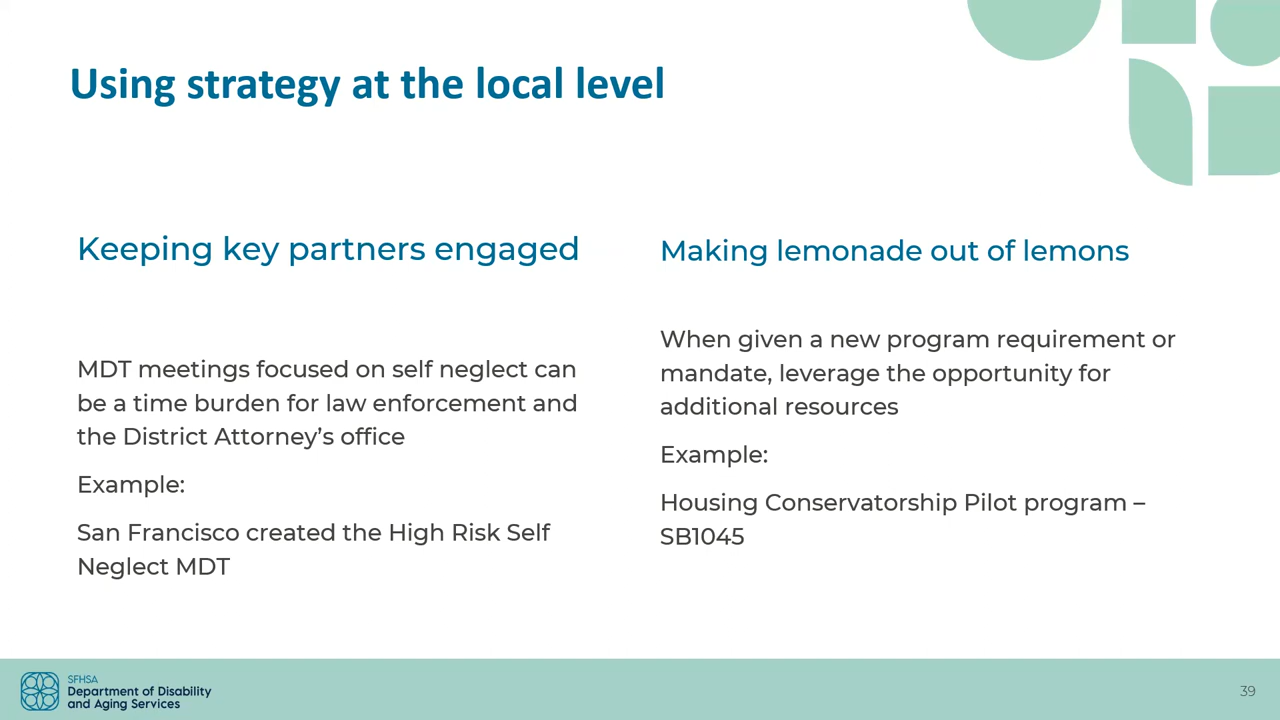 Using strategy at the local level
Keeping key partners engaged
MDT meetings focused on self neglect can
be a time burden for law enforcement and
the District Attorney’s office
Example:
San Francisco created the High Risk Self
Neglect MDT
Making lemonade out of lemons
When given a new program requirement or
mandate, leverage the opportunity for
additional resources
Example:
Housing Conservatorship Pilot program –
SB1045
SFHSA
Department of Disability
and Aging Services
39